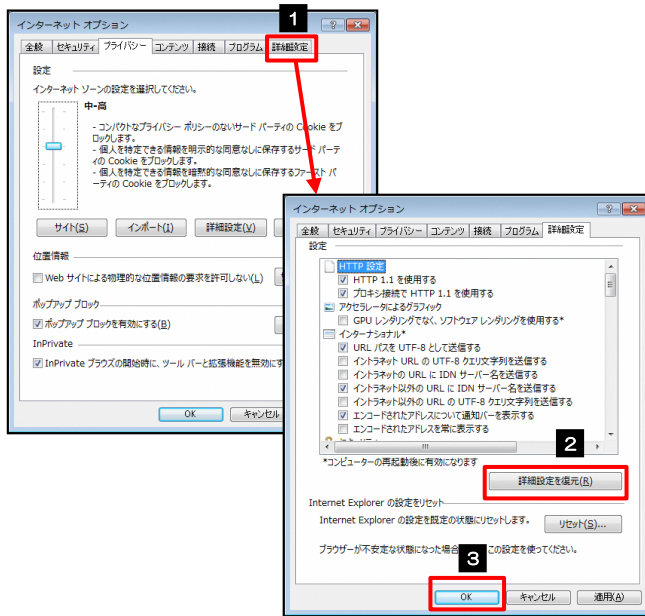 1
インターネット オプション
全般 セキュリティ プライバシー コンテンツ 接続 プログラム 詳細設定
設定
インターネット ゾーンの設定を選択してください。
中-高
- コンパクトなプライバシー ポリシーのないサード パーティの Cookie をブ
ロックします。
- 個人を特定できる情報を明示的な同意なしに保存するサード パーテ
ィの Cookie をブロックします。
- 個人を特定できる情報を暗黙的な同意なしに保存するファースト パ
ーティの Cookie をブロックします。
サイト(S) インポート(I) 詳細設定(V)
位置情報
Web サイトによる物理的な位置情報の要求を許可しない(L)
ポップアップ ブロック
ポップアップ ブロックを有効にする(B)
InPrivate
InPrivate ブラウズの開始時に、ツール バーと拡張機能を無効にす
OK キャンセル
インターネット オプション
全般 セキュリティ プライバシー コンテンツ 接続 プログラム 詳細設定
設定
HTTP 設定
HTTP 1.1 を使用する
プロキシ接続で HTTP 1.1 を使用する
アクセラレータによるグラフィック
GPU レンダリングでなく、ソフトウェア レンダリングを使用する*
インターナショナル*
URL パスを UTF-8 として送信する
イントラネット URL の UTF-8 クエリ文字列を送信する
イントラネットの URL に IDN サーバー名を送信する
イントラネット以外の URL に IDN サーバー名を送信する
イントラネット以外の URL の UTF-8 クエリ文字列を送信する
エンコードされたアドレスについて通知バーを表示する
エンコードされたアドレスを常に表示する
2
*コンピューターの再起動後に有効になります
詳細設定を復元(R)
Internet Explorer の設定をリセット
Internet Explorer の設定を既定の状態にリセットします。
リセット(S)...
ブラウザーが不安定な状態になった場合 この設定を使ってください。
3
OK キャンセル 適用(A)